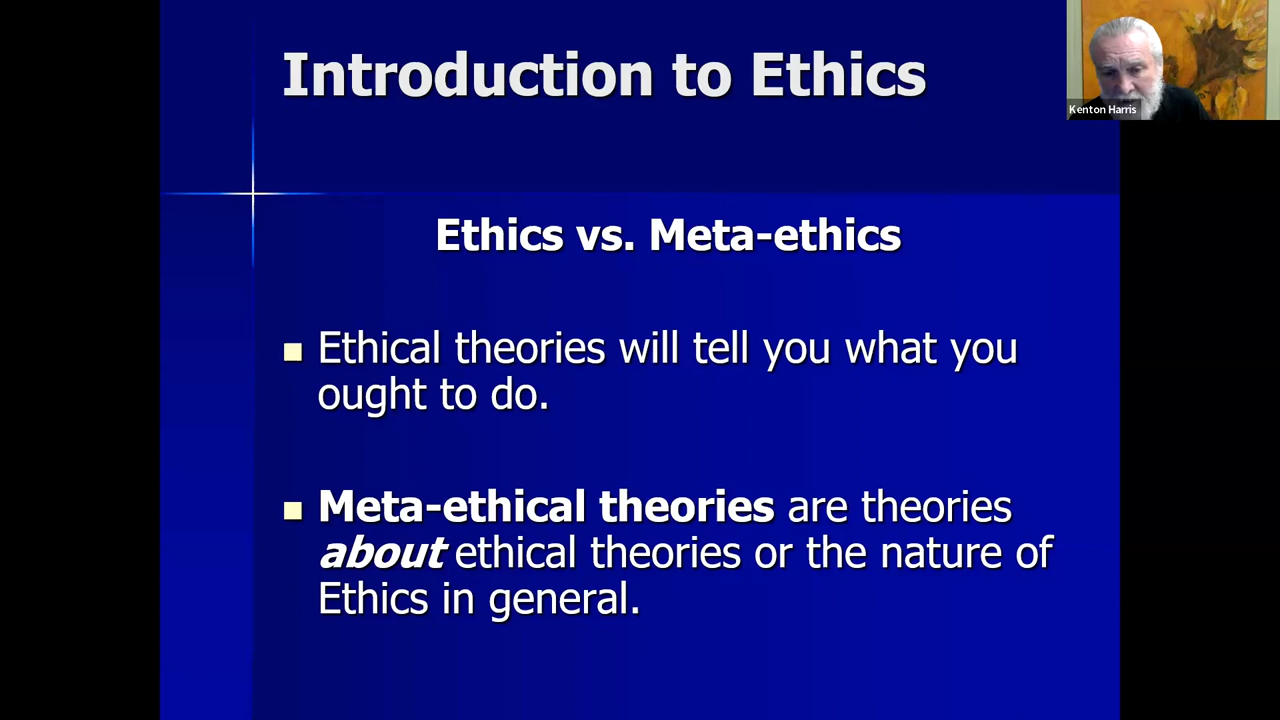 Introduction to Ethics
Kenton Harris
Ethics vs. Meta-ethics
Ethical theories will tell you what you
ought to do.
Meta-ethical theories are theories
about ethical theories or the nature of
Ethics in general.